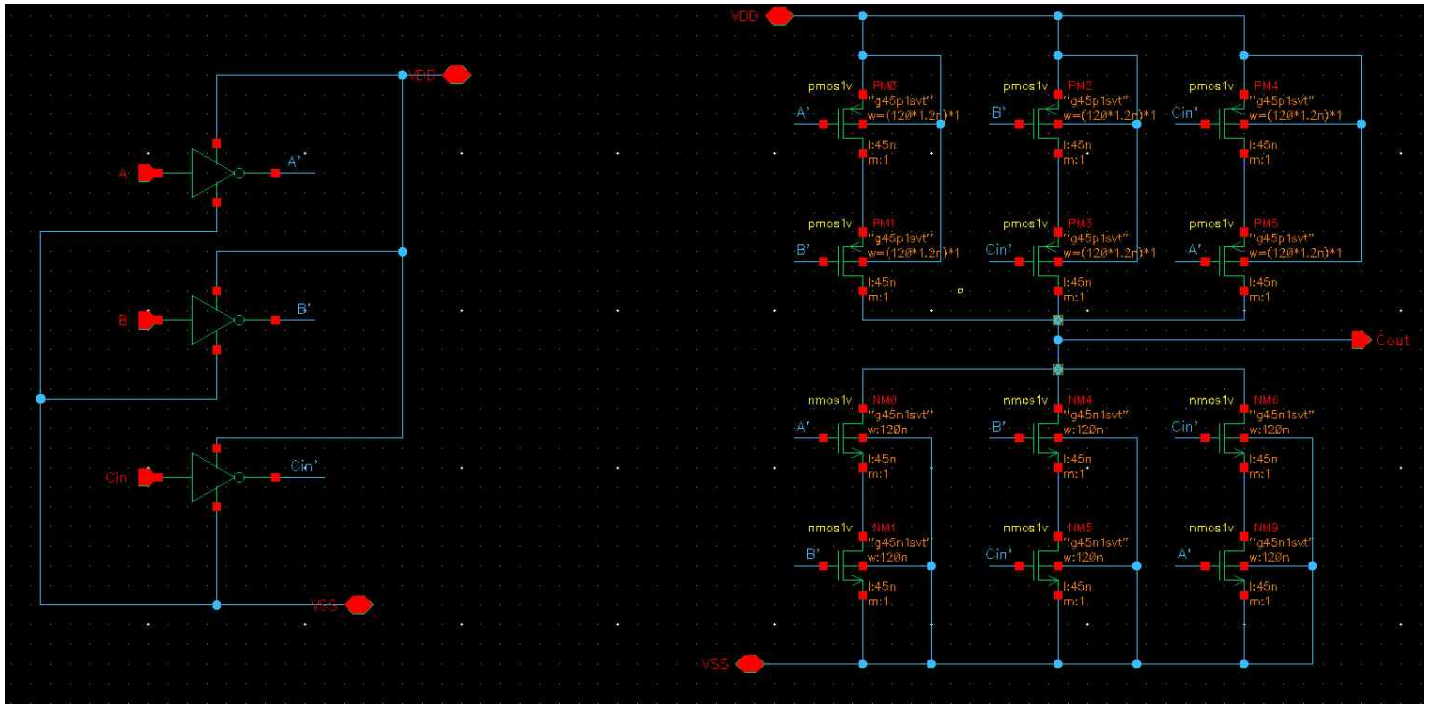 VDD
A
A'
B
B'
Cin
Cin'
VSS
VDD
pmos1v PM0
"g45p1svt"
A' w=(120*1.2n)*1
l:45n
m:1
pmos1v PM2
"g45p1svt"
B' w=(120*1.2n)*1
l:45n
m:1
pmos1v PM4
"g45p1svt"
Cin' w=(120*1.2n)*1
l:45n
m:1
pmos1v PM1
"g45p1svt"
B' w=(120*1.2n)*1
l:45n
m:1
pmos1v PM3
"g45p1svt"
Cin' w=(120*1.2n)*1
l:45n
m:1
pmos1v PM5
"g45p1svt"
A' w=(120*1.2n)*1
l:45n
m:1
Cout
nmos1v NM0
"g45n1svt"
A' w:120n
l:45n
m:1
nmos1v NM4
"g45n1svt"
B' w:120n
l:45n
m:1
nmos1v NM6
"g45n1svt"
Cin' w:120n
l:45n
m:1
nmos1v NM1
"g45n1svt"
B' w:120n
l:45n
m:1
nmos1v NM5
"g45n1svt"
Cin' w:120n
l:45n
m:1
nmos1v NM9
"g45n1svt"
A' w:120n
l:45n
m:1
VSS